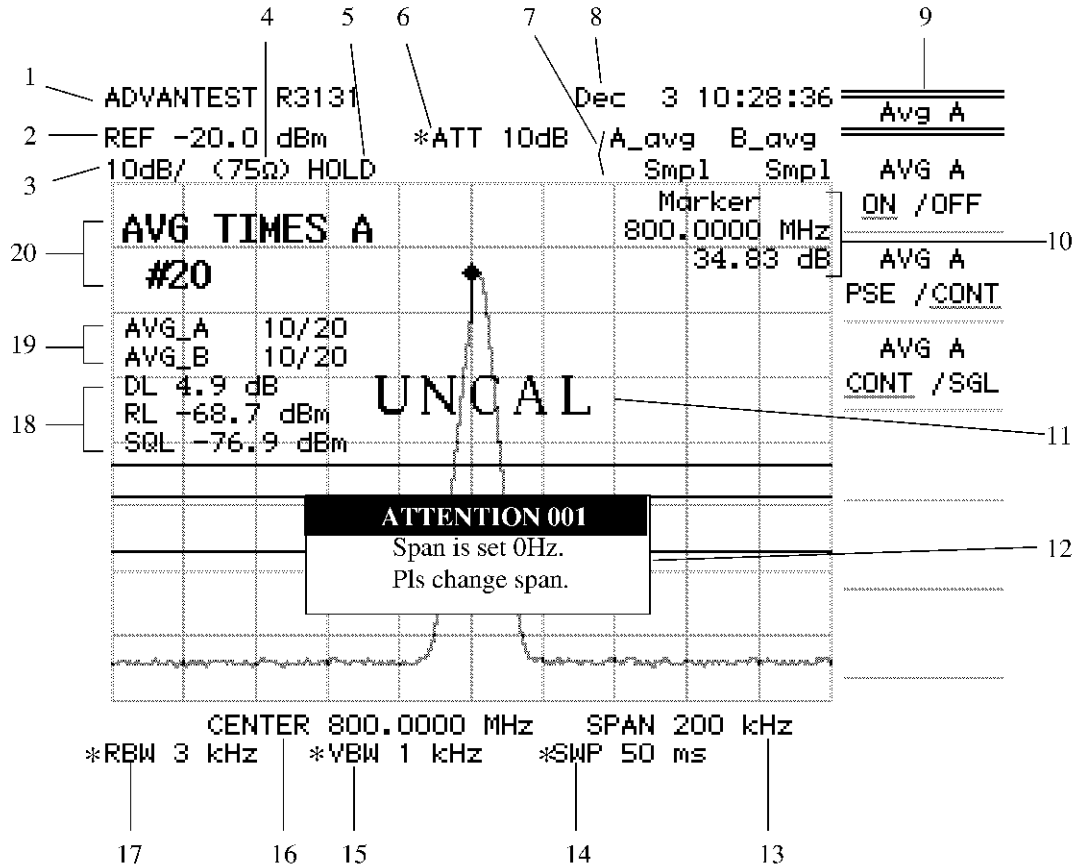 4 5 6 7 8 9
1
ADVANTEST R3131 Dec 3 10:28:36
Avg A
2
REF -20.0 dBm *ATT 10dB A_avg B_avg
3
10dB/ (75Ω) HOLD Smpl Smpl
AVG A
ON /OFF
Marker
800.0000 MHz
34.83 dB
10
20
AVG TIMES A
#20
AVG A
PSE /CONT
19
AVG_A 10/20
AVG_B 10/20
AVG A
CONT /SGL
18
DL 4.9 dB
RL -68.7 dBm
SQL -76.9 dBm
UNCAL
11
ATTENTION 001
Span is set 0Hz.
Pls change span.
12
CENTER 800.0000 MHz SPAN 200 kHz
*RBW 3 kHz *VBW 1 kHz *SWP 50 ms
17 16 15 14 13